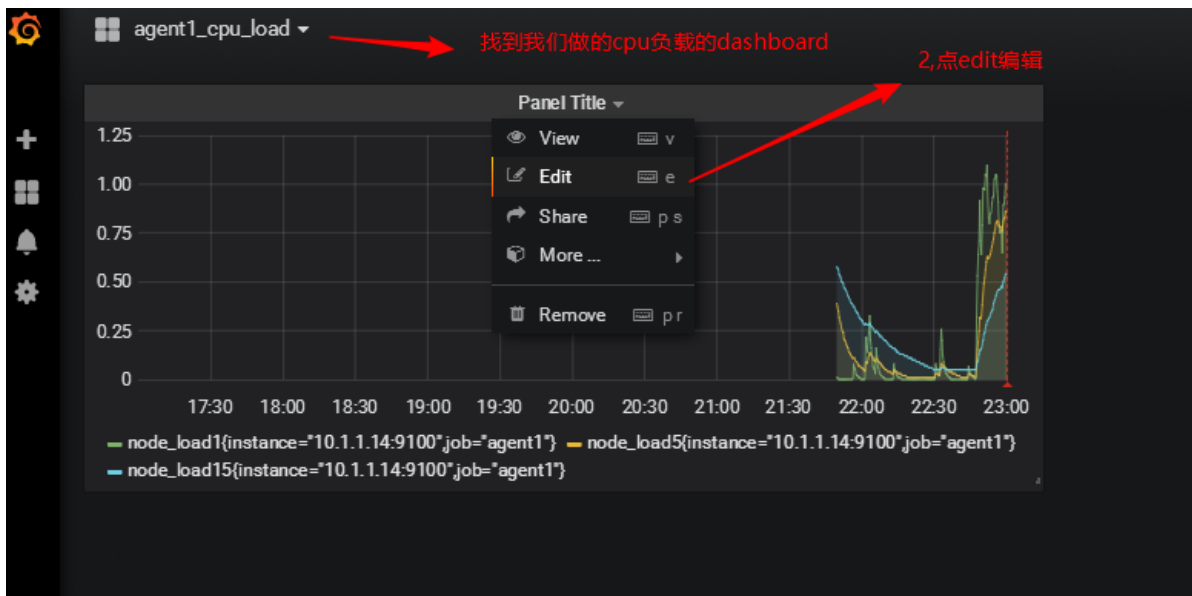 agent1_cpu_load
找到我们做的cpu负载的dashboard
2,点edit编辑
Panel Title
View v
Edit e
Share p s
More ...
Remove p r
1.25
1.00
0.75
0.50
0.25
0
17:30 18:00 18:30 19:00 19:30 20:00 20:30 21:00 21:30 22:00 22:30 23:00
node_load1{instance="10.1.1.14:9100",job="agent1"} node_load5{instance="10.1.1.14:9100",job="agent1"}
node_load15{instance="10.1.1.14:9100",job="agent1"}